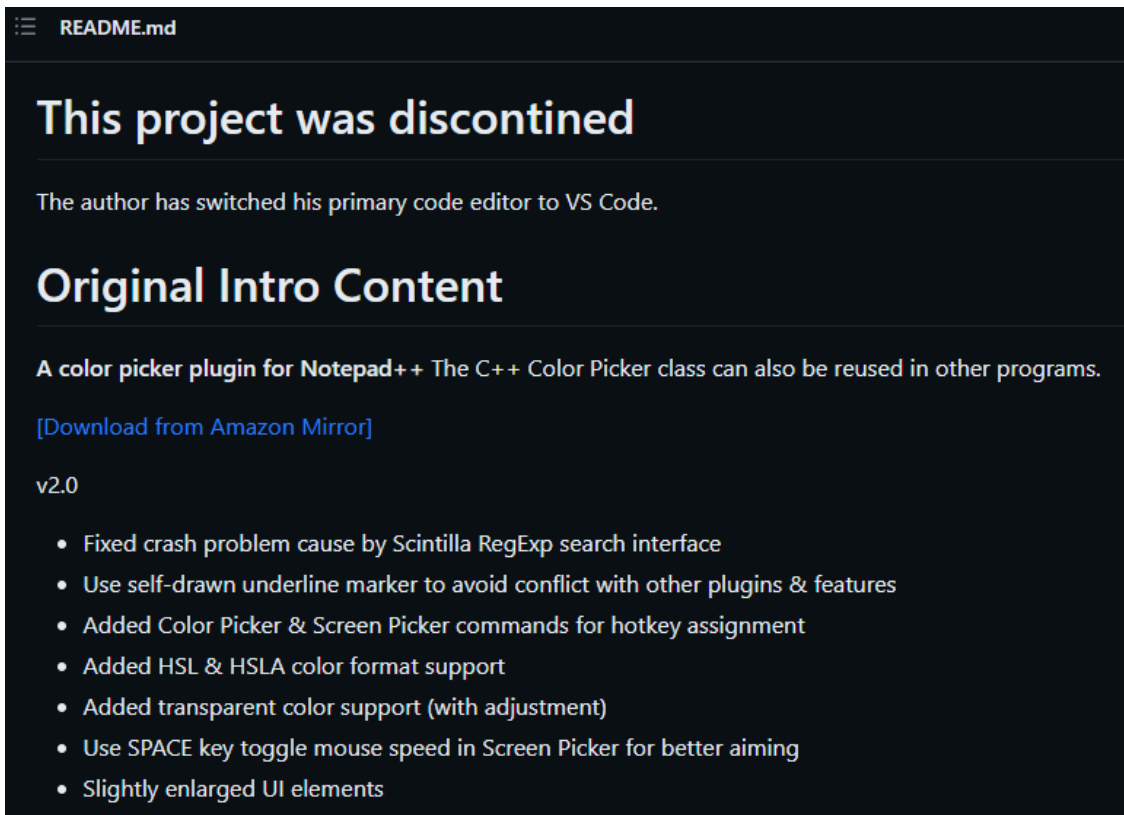 README.md
This project was discontined
The author has switched his primary code editor to VS Code.
Original Intro Content
A color picker plugin for Notepad++ The C++ Color Picker class can also be reused in other programs.
[Download from Amazon Mirror]
v2.0
• Fixed crash problem cause by Scintilla RegExp search interface
• Use self-drawn underline marker to avoid conflict with other plugins & features
• Added Color Picker & Screen Picker commands for hotkey assignment
• Added HSL & HSLA color format support
• Added transparent color support (with adjustment)
• Use SPACE key toggle mouse speed in Screen Picker for better aiming
• Slightly enlarged UI elements